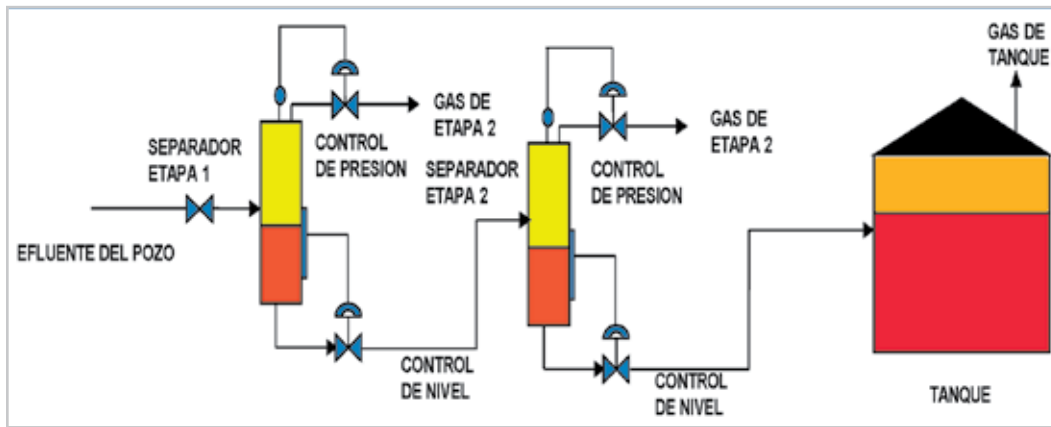 GAS DE
TANQUE
GAS DE
ETAPA 2
GAS DE
ETAPA 2
SEPARADOR
ETAPA 1
CONTROL
DE PRESION
SEPARADOR
ETAPA 2
CONTROL
DE PRESION
EFLUENTE DEL POZO
CONTROL
DE NIVEL
CONTROL
DE NIVEL
TANQUE